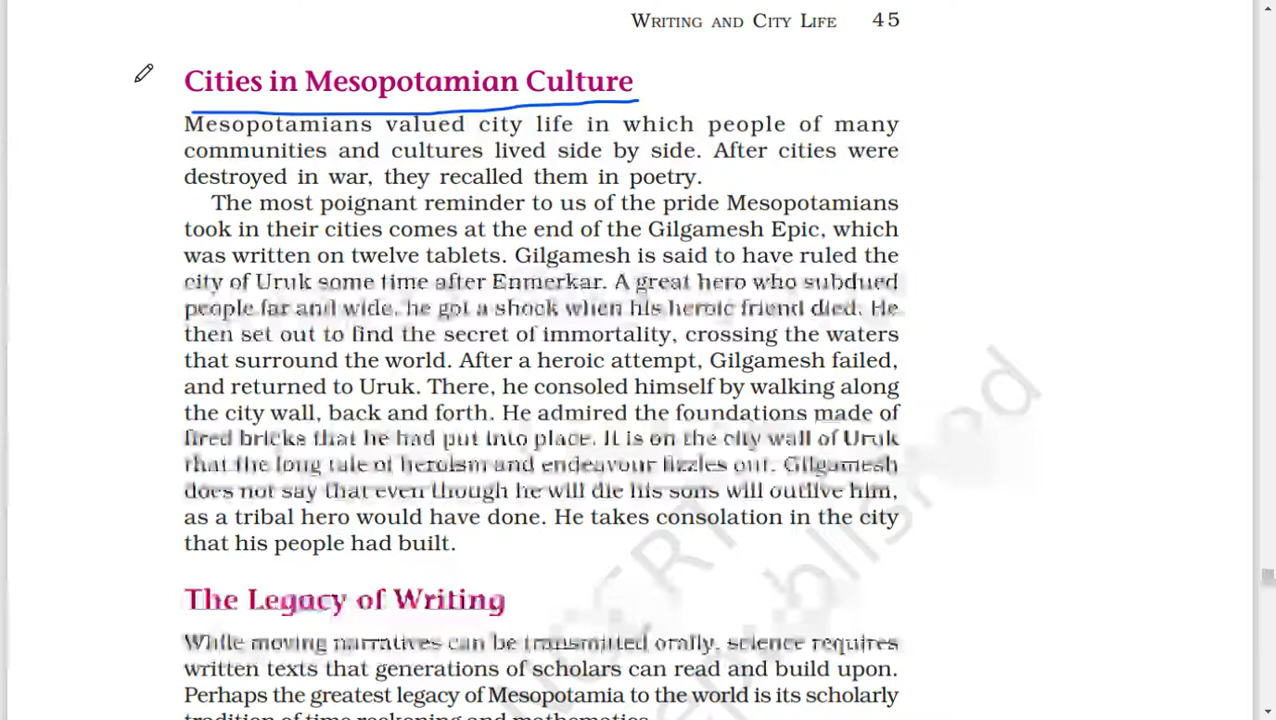 WRITING AND CITY LIFE 45
Cities in Mesopotamian Culture
Mesopotamians valued city life in which people of many
communities and cultures lived side by side. After cities were
destroyed in war, they recalled them in poetry.
The most poignant reminder to us of the pride Mesopotamians
took in their cities comes at the end of the Gilgamesh Epic, which
was written on twelve tablets. Gilgamesh is said to have ruled the
city of Uruk some time after Enmerkar. A great hero who subdued
people far and wide, he got a shock when his heroic friend died. He
then set out to find the secret of immortality, crossing the waters
that surround the world. After a heroic attempt, Gilgamesh failed,
and returned to Uruk. There, he consoled himself by walking along
the city wall, back and forth. He admired the foundations made of
fired bricks that he had put into place. It is on the city wall of Uruk
that the long tale of heroism and endeavour fizzles out. Gilgamesh
does not say that even though he will die his sons will outlive him,
as a tribal hero would have done. He takes consolation in the city
that his people had built.
The Legacy of Writing
While moving narratives can be transmitted orally, science requires
written texts that generations of scholars can read and build upon.
Perhaps the greatest legacy of Mesopotamia to the world is its scholarly
tradition of time reckoning and mathematics.
NCERT
republished